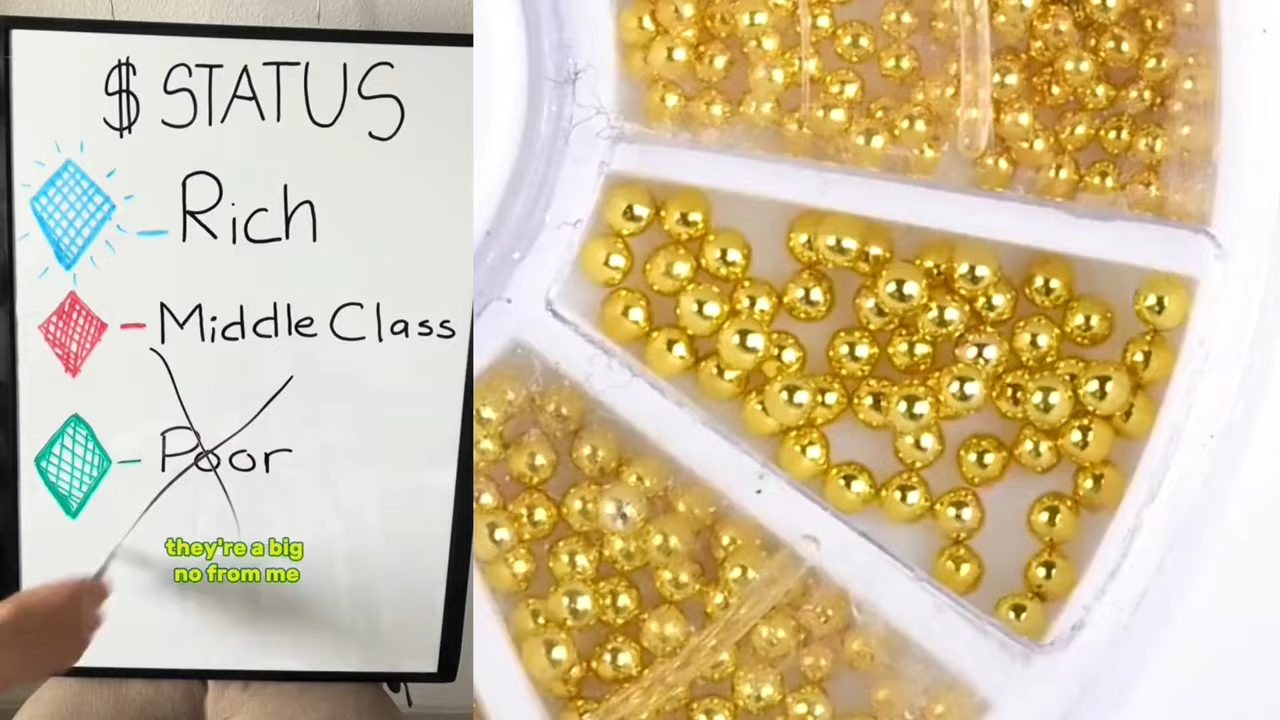 $ STATUS
Rich
Middle Class
Poor
they're a big
no from me